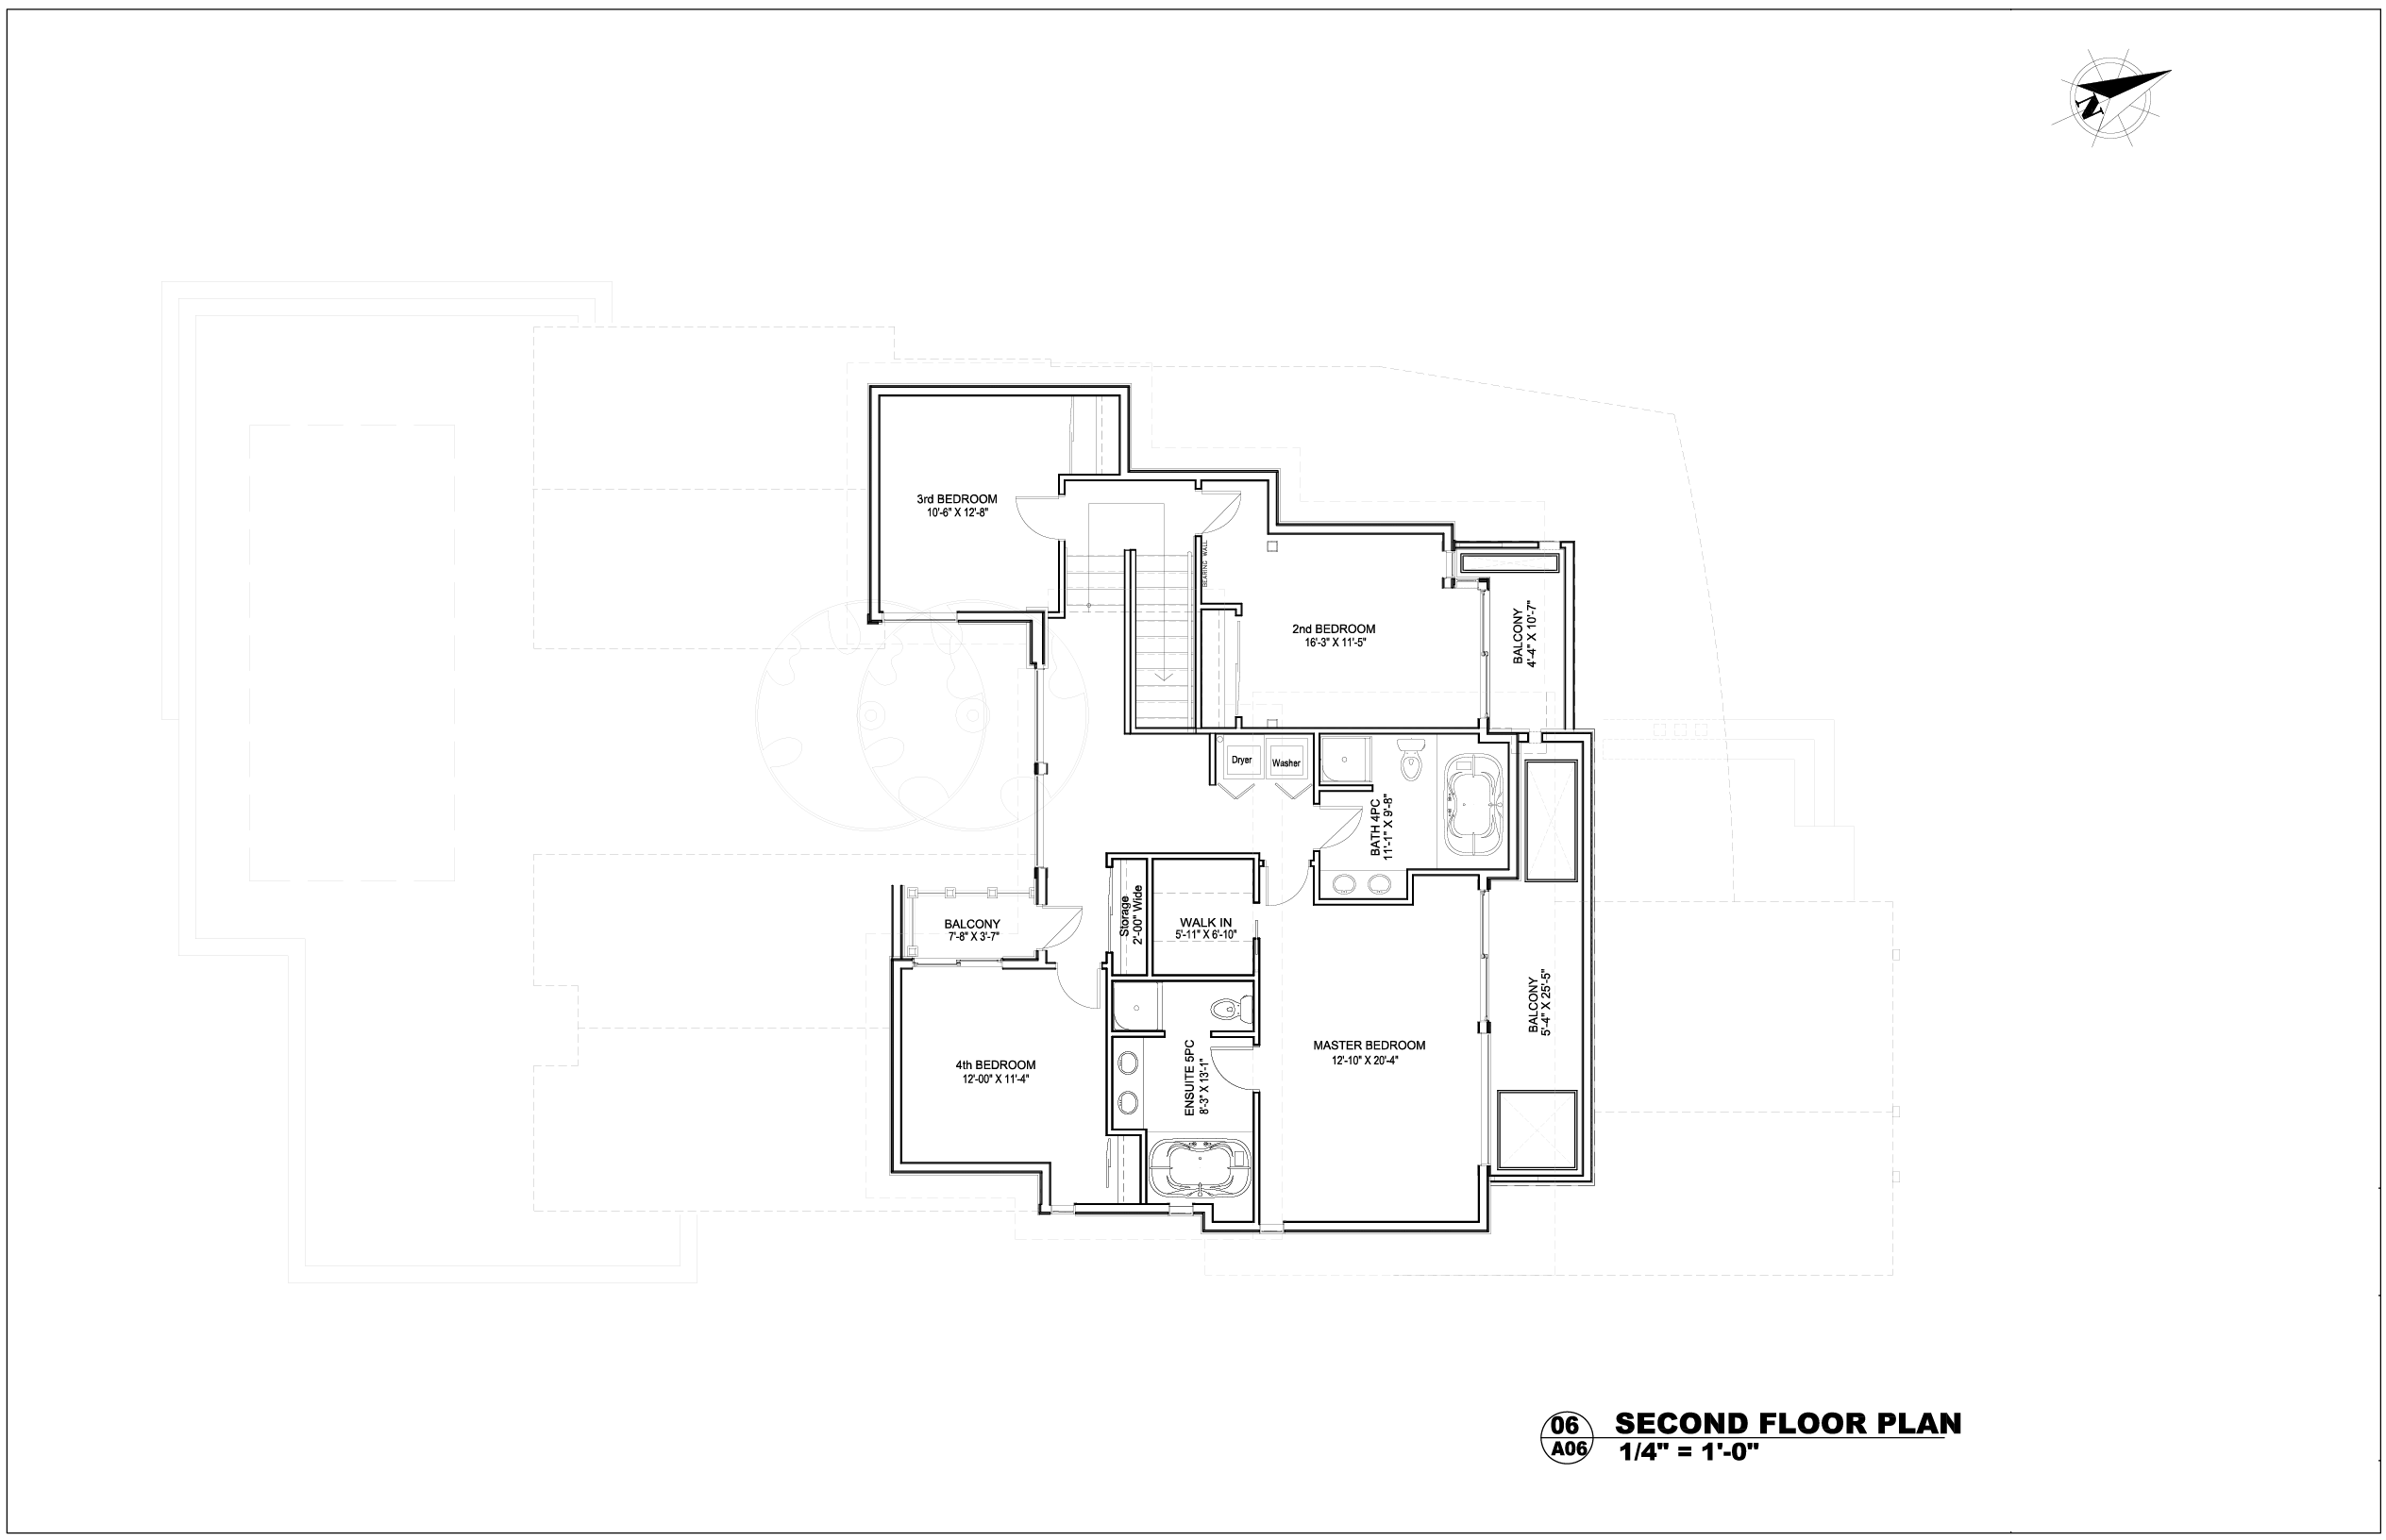 N
3rd BEDROOM
10'-6" X 12'-8"
BEARING WALL
2nd BEDROOM
16'-3" X 11'-5"
BALCONY
4'-4" X 10'-7"
Dryer
Washer
BATH 4PC
11'-1" X 9'-8"
BALCONY
7'-8" X 3'-7"
Storage
2'-00" Wide
WALK IN
5'-11" X 6'-10"
BALCONY
5'-4" X 25'-5"
4th BEDROOM
12'-00" X 11'-4"
ENSUITE 5PC
8'-3" X 13'-1"
MASTER BEDROOM
12'-10" X 20'-4"
06
SECOND FLOOR PLAN
A06
1/4" = 1'-0"